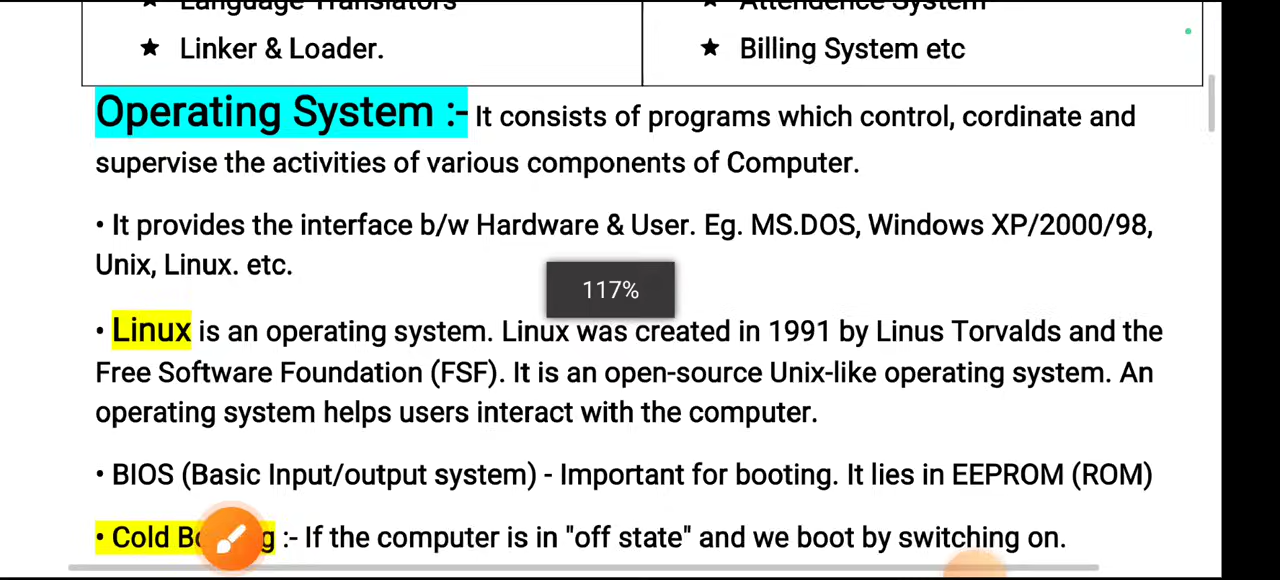 Language Translators
Attendence System
★ Linker & Loader.
★ Billing System etc
Operating System :- It consists of programs which control, cordinate and
supervise the activities of various components of Computer.
• It provides the interface b/w Hardware & User. Eg. MS.DOS, Windows XP/2000/98,
Unix, Linux. etc.
117%
• Linux is an operating system. Linux was created in 1991 by Linus Torvalds and the
Free Software Foundation (FSF). It is an open-source Unix-like operating system. An
operating system helps users interact with the computer.
• BIOS (Basic Input/output system) - Important for booting. It lies in EEPROM (ROM)
• Cold :- If the computer is in "off state" and we boot by switching on.